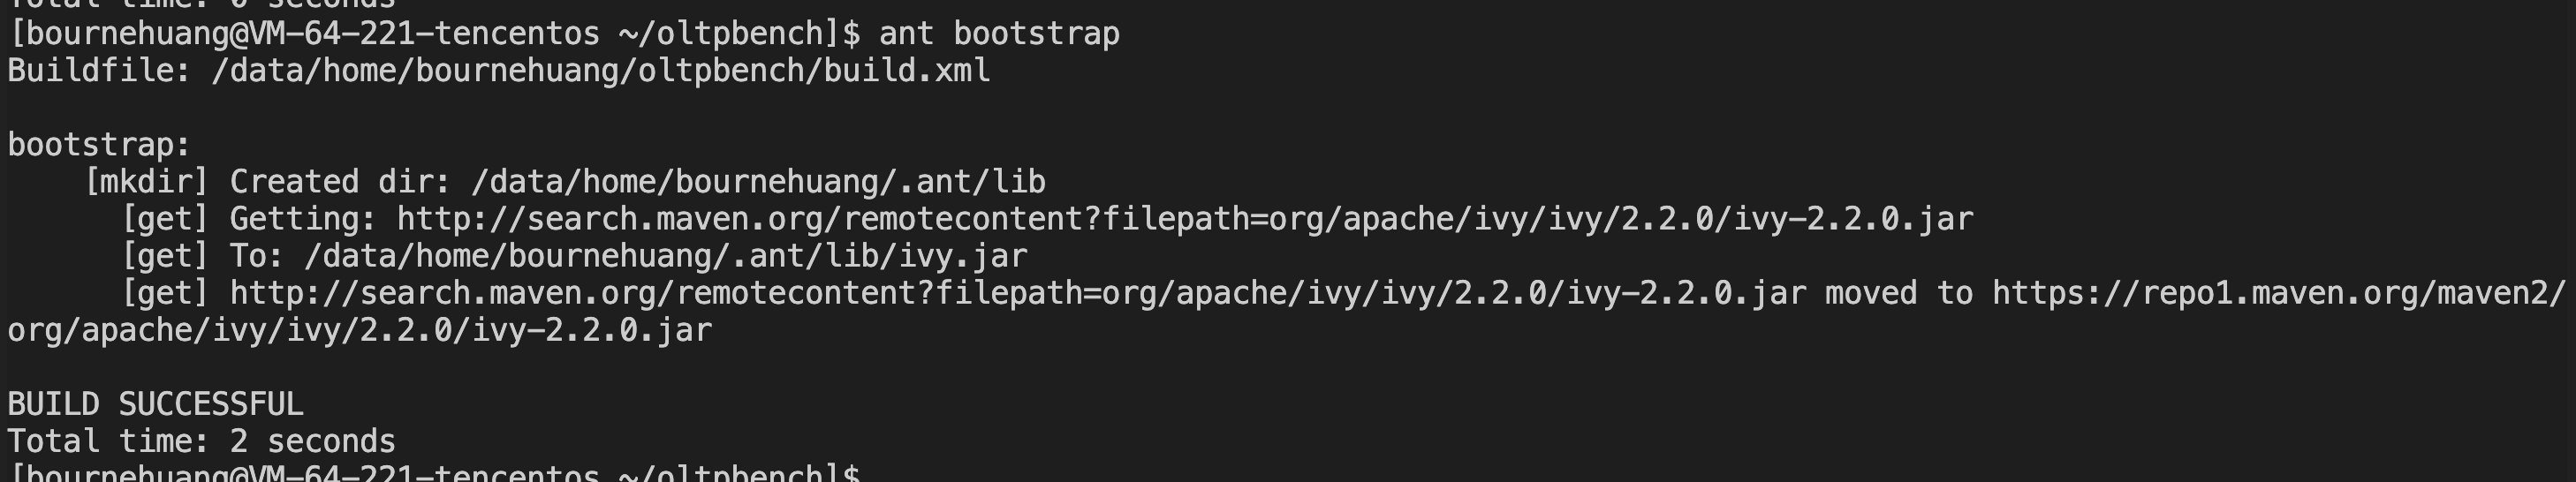 Total time: 0 seconds
[bournehuang@VM-64-221-tencentos ~/oltpbench]$ ant bootstrap
Buildfile: /data/home/bournehuang/oltpbench/build.xml
bootstrap:
    [mkdir] Created dir: /data/home/bournehuang/.ant/lib
      [get] Getting: http://search.maven.org/remotecontent?filepath=org/apache/ivy/ivy/2.2.0/ivy-2.2.0.jar
      [get] To: /data/home/bournehuang/.ant/lib/ivy.jar
      [get] http://search.maven.org/remotecontent?filepath=org/apache/ivy/ivy/2.2.0/ivy-2.2.0.jar moved to https://repo1.maven.org/maven2/
org/apache/ivy/ivy/2.2.0/ivy-2.2.0.jar
BUILD SUCCESSFUL
Total time: 2 seconds
[bournehuang@VM-64-221-tencentos ~/oltpbench]$